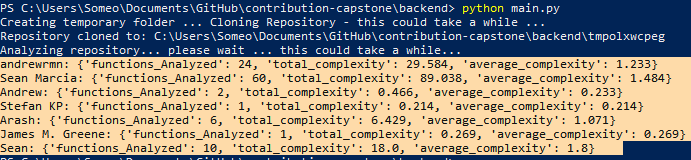 PS C:\Users\Someo\Documents\GitHub\contribution-capstone\backend> python main.py
Creating temporary folder ... Cloning Repository - this could take a while ...
Repository cloned to: C:\Users\Someo\Documents\GitHub\contribution-capstone\backend\tmpolxwcpeg
Analyzing repository... please wait ... this could take a while...
andrewrmn: {'functions_Analyzed': 24, 'total_complexity': 29.584, 'average_complexity': 1.233}
Sean Marcia: {'functions_Analyzed': 60, 'total_complexity': 89.038, 'average_complexity': 1.484}
Andrew: {'functions_Analyzed': 2, 'total_complexity': 0.466, 'average_complexity': 0.233}
Stefan KP: {'functions_Analyzed': 1, 'total_complexity': 0.214, 'average_complexity': 0.214}
Arash: {'functions_Analyzed': 6, 'total_complexity': 6.429, 'average_complexity': 1.071}
James M. Greene: {'functions_Analyzed': 1, 'total_complexity': 0.269, 'average_complexity': 0.269}
Sean: {'functions_Analyzed': 10, 'total_complexity': 18.0, 'average_complexity': 1.8}